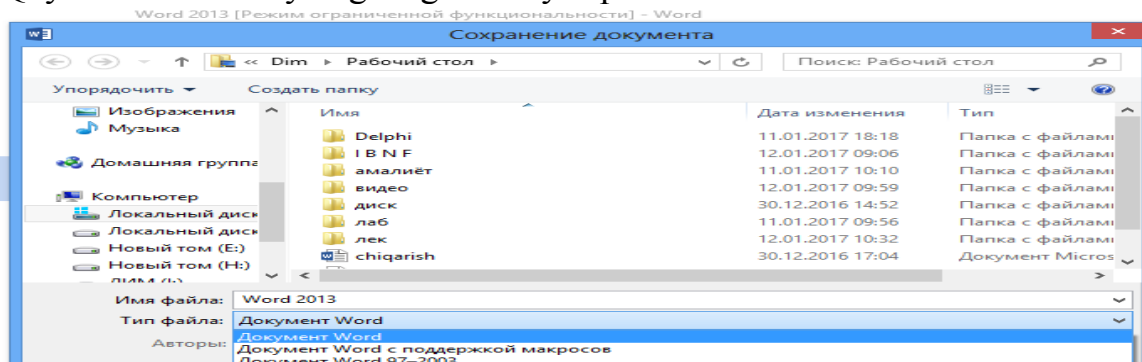 Word 2013 [Режим ограниченной функциональности] - Word
Сохранение документа
« Dim ▸ Рабочий стол ▸ Поиск: Рабочий стол
Упорядочить ▾ Создать папку
Изображения
Музыка
Домашняя группа
Компьютер
Локальный диск
Локальный диск
Новый том (E:)
Новый том (H:)
Имя Дата изменения Тип
Delphi 11.01.2017 18:18 Папка с файлами
I B N F 12.01.2017 09:06 Папка с файлами
амалиёт 11.01.2017 10:10 Папка с файлами
видео 12.01.2017 09:59 Папка с файлами
диск 30.12.2016 14:52 Папка с файлами
лаб 11.01.2017 09:56 Папка с файлами
лек 12.01.2017 10:32 Папка с файлами
chiqarish 30.12.2016 17:04 Документ Micros
Имя файла: Word 2013
Тип файла: Документ Word
Авторы:
Документ Word
Документ Word с поддержкой макросов
Документ Word 97–2003